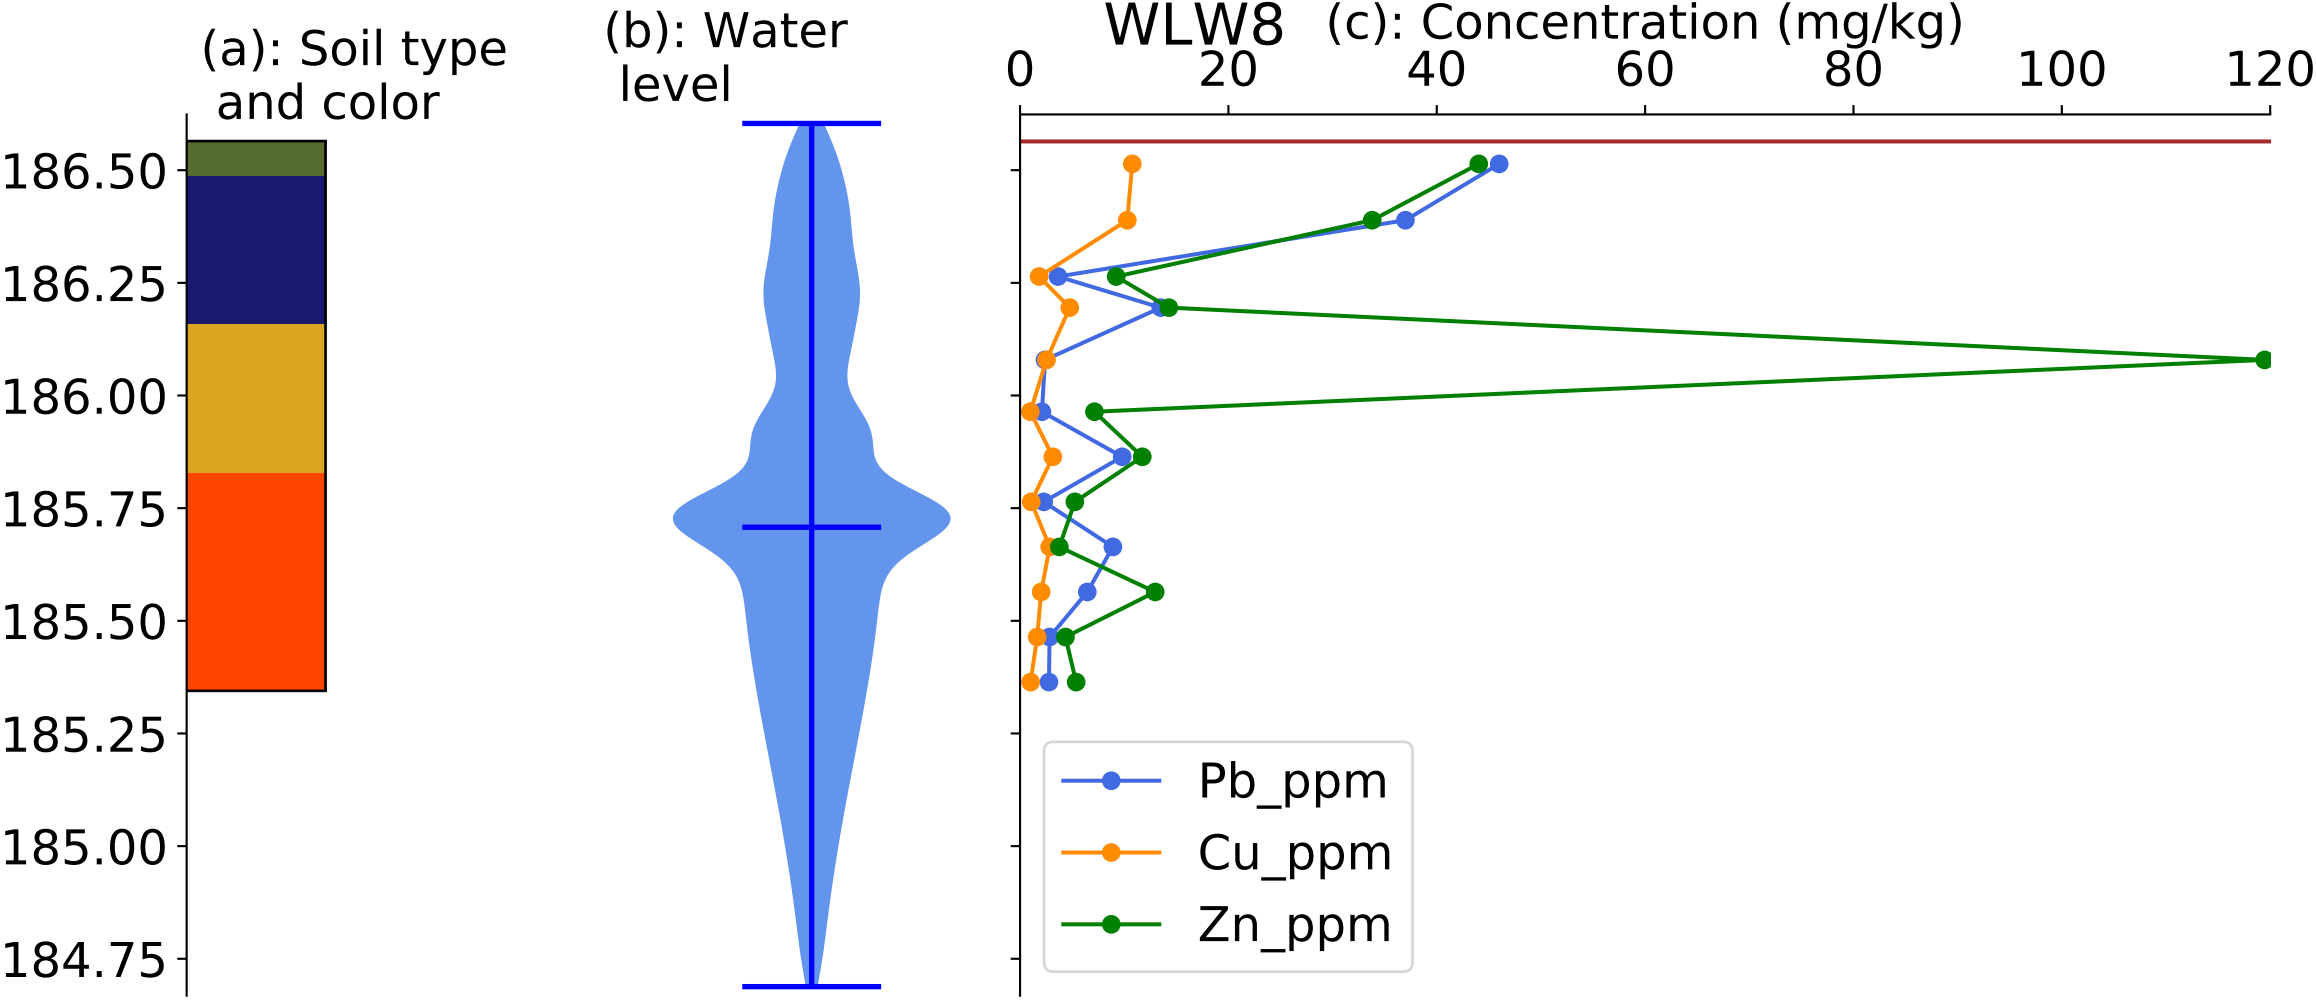 (a): Soil type
and color
(b): Water
level
WLW8
(c): Concentration (mg/kg)
0 20 40 60 80 100 120
186.50
186.25
186.00
185.75
185.50
185.25
185.00
184.75
Pb_ppm
Cu_ppm
Zn_ppm